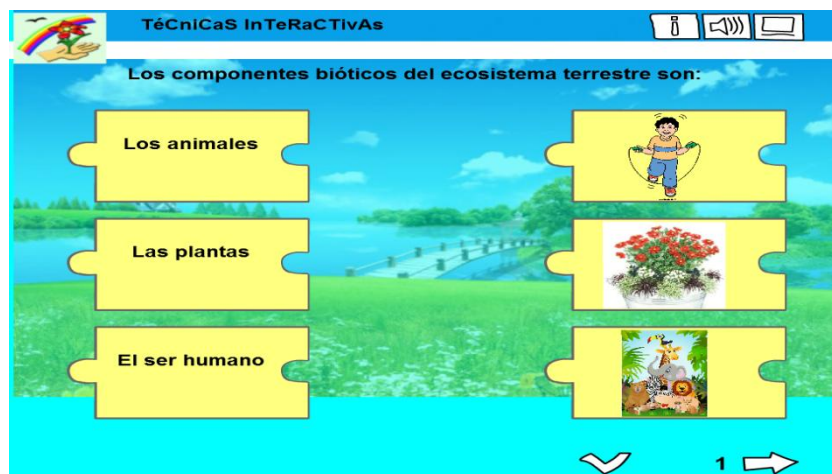 TéCniCaS InTeRaCTivAs
Los componentes bióticos del ecosistema terrestre son:
Los animales
Las plantas
El ser humano
1